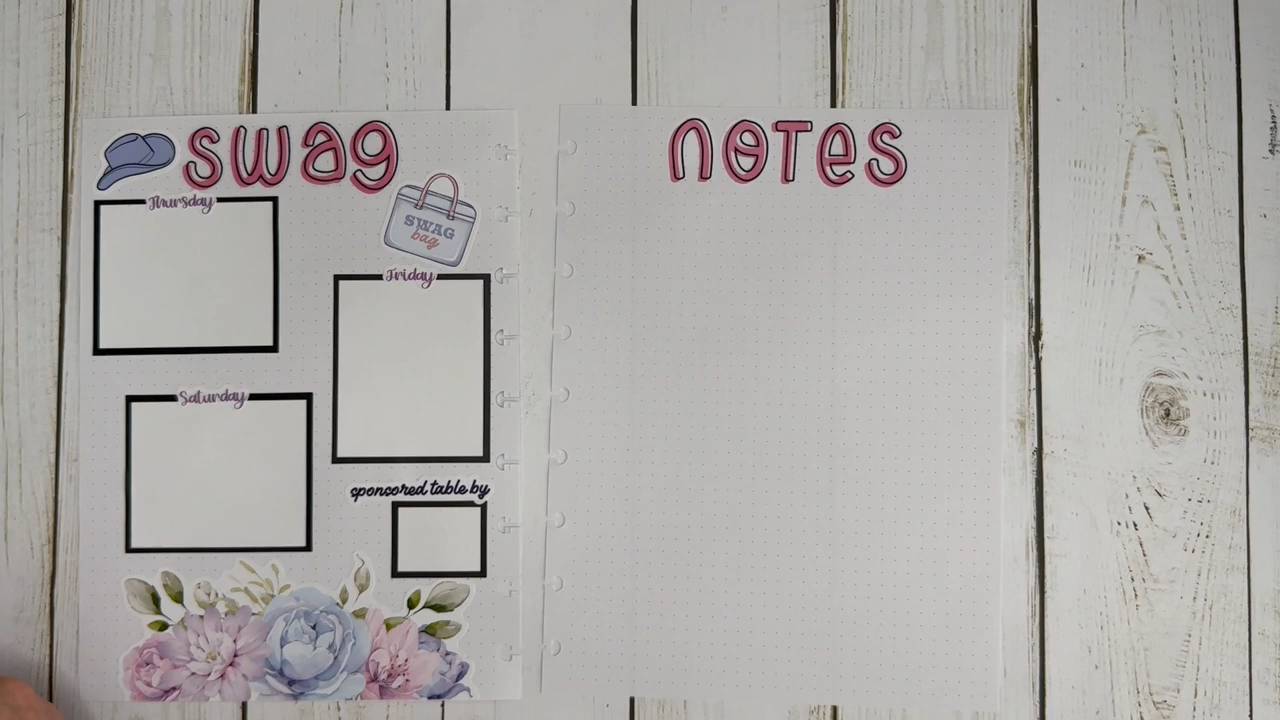 swag
Thursday
SWAG
bag
Friday
Saturday
sponsored table by
NOTES